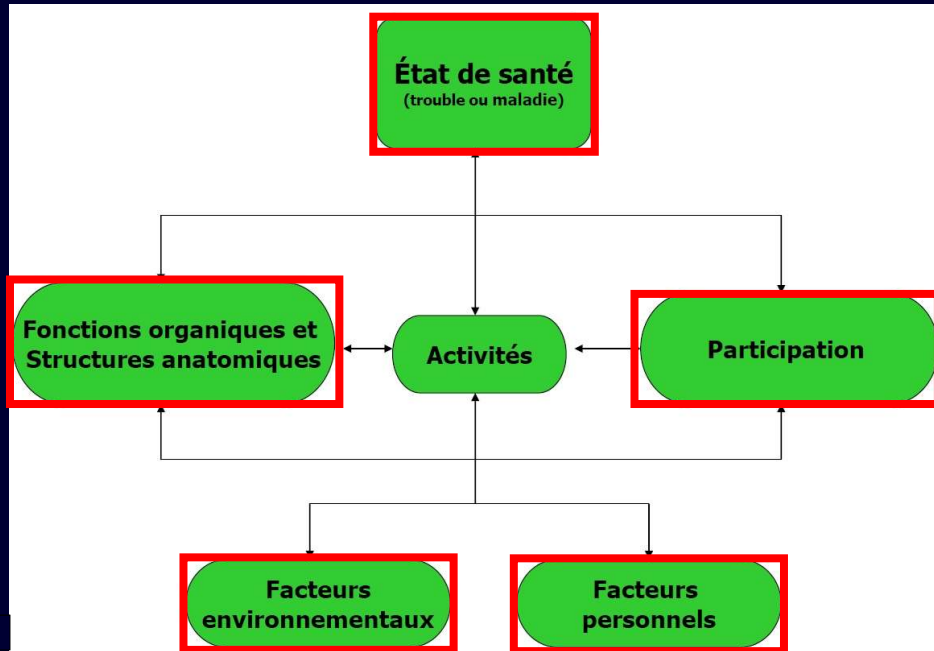 État de santé
(trouble ou maladie)
Fonctions organiques et
Structures anatomiques
Activités
Participation
Facteurs
environnementaux
Facteurs
personnels